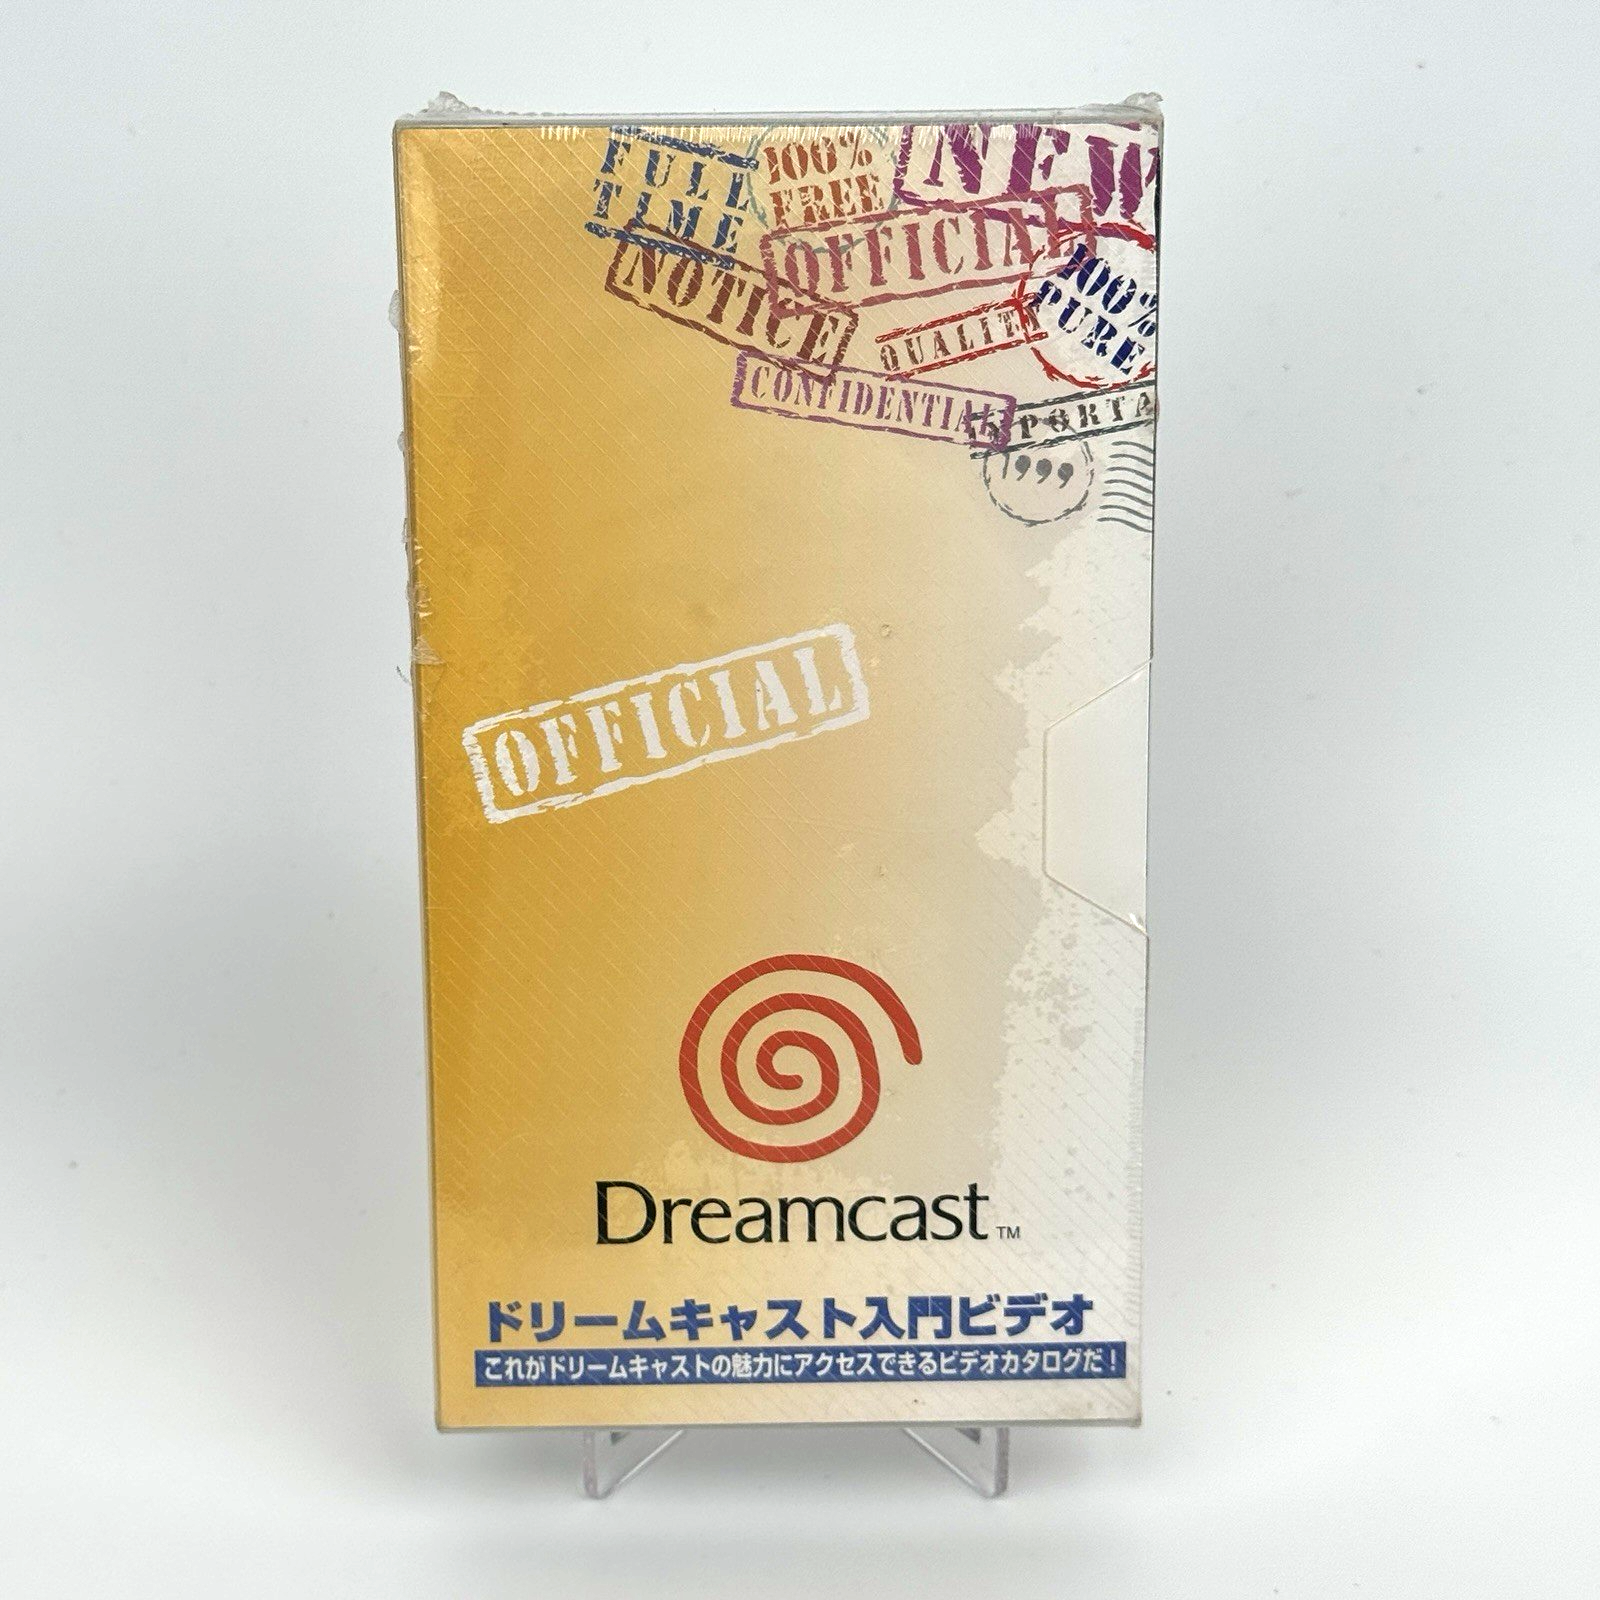 FULL
TIME
100%
FREE
NEW
NOTICE
OFFICIAL
100%
PURE
QUALITY
CONFIDENTIAL
PORTA
1999
OFFICIAL
Dreamcast™
ドリームキャスト入門ビデオ
これがドリームキャストの魅力にアクセスできるビデオカタログだ!